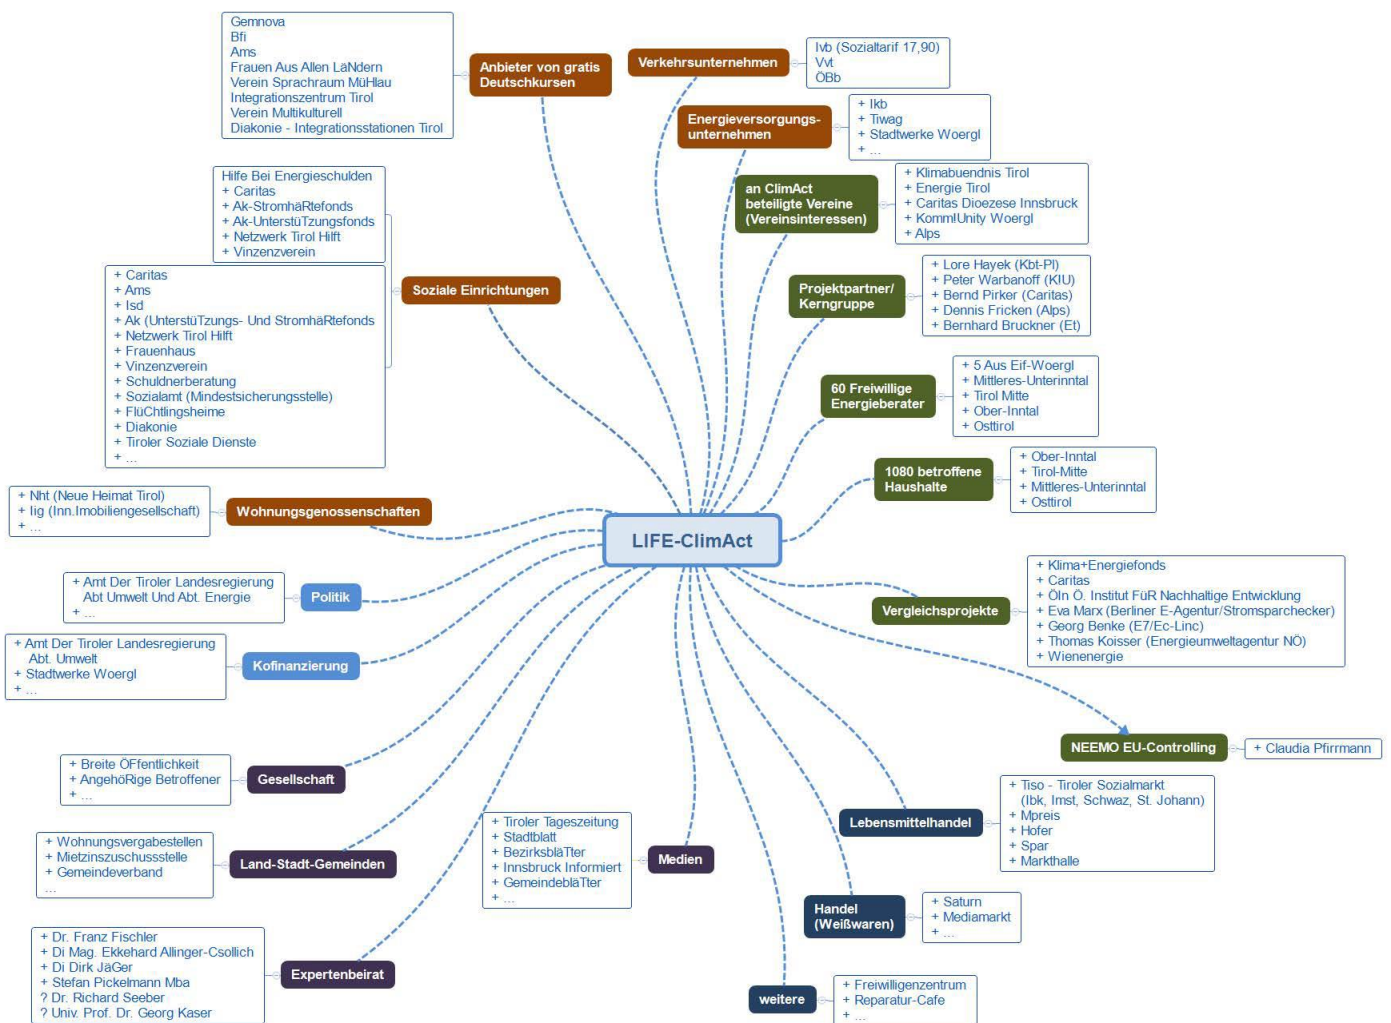 Gemnova
Bfi
Ams
Frauen Aus Allen LäNdern
Verein Sprachraum MüHlau
Integrationszentrum Tirol
Verein Multikulturell
Diakonie - Integrationsstationen Tirol
Anbieter von gratis
Deutschkursen
Verkehrsunternehmen
Ivb (Sozialtarif 17,90)
Vvt
ÖBb
Energieversorgungs-
unternehmen
+ Ikb
+ Tiwag
+ Stadtwerke Woergl
+ ...
an ClimAct
beteiligte Vereine
(Vereinsinteressen)
+ Klimabuendnis Tirol
+ Energie Tirol
+ Caritas Dioezese Innsbruck
+ Komm!Unity Woergl
+ Alps
Hilfe Bei Energieschulden
+ Caritas
+ Ak-StromhäRtefonds
+ Ak-UnterstüTzungsfonds
+ Netzwerk Tirol Hilft
+ Vinzenzverein
+ Caritas
+ Ams
+ Isd
+ Ak (UnterstüTzungs- Und StromhäRtefonds
+ Netzwerk Tirol Hilft
+ Frauenhaus
+ Vinzenzverein
+ Schuldnerberatung
+ Sozialamt (Mindestsicherungsstelle)
+ FlüChtlingsheime
+ Diakonie
+ Tiroler Soziale Dienste
+ ...
Soziale Einrichtungen
Projektpartner/
Kerngruppe
+ Lore Hayek (Kbt-Pl)
+ Peter Warbanoff (KIU)
+ Bernd Pirker (Caritas)
+ Dennis Fricken (Alps)
+ Bernhard Bruckner (Et)
60 Freiwillige
Energieberater
+ 5 Aus Eif-Woergl
+ Mittleres-Unterinntal
+ Tirol Mitte
+ Ober-Inntal
+ Osttirol
1080 betroffene
Haushalte
+ Ober-Inntal
+ Tirol-Mitte
+ Mittleres-Unterinntal
+ Osttirol
+ Nht (Neue Heimat Tirol)
+ Iig (Inn.Imobiliengesellschaft)
+ ...
Wohnungsgenossenschaften
LIFE-ClimAct
+ Amt Der Tiroler Landesregierung
Abt Umwelt Und Abt. Energie
+ ...
Politik
+ Amt Der Tiroler Landesregierung
Abt. Umwelt
+ Stadtwerke Woergl
+ ...
Kofinanzierung
Vergleichsprojekte
+ Klima+Energiefonds
+ Caritas
+ Öln Ö. Institut FüR Nachhaltige Entwicklung
+ Eva Marx (Berliner E-Agentur/Stromsparchecker)
+ Georg Benke (E7/Ec-Linc)
+ Thomas Koisser (Energieumweltagentur NÖ)
+ Wienenergie
NEEMO EU-Controlling
+ Claudia Pfirrmann
+ Breite ÖFfentlichkeit
+ AngehöRige Betroffener
+ ...
Gesellschaft
Lebensmittelhandel
+ Tiso - Tiroler Sozialmarkt
(Ibk, Imst, Schwaz, St. Johann)
+ Mpreis
+ Hofer
+ Spar
+ Markthalle
+ Wohnungsvergabestellen
+ Mietzinszuschussstelle
+ Gemeindeverband
...
Land-Stadt-Gemeinden
+ Tiroler Tageszeitung
+ Stadtblatt
+ BezirksbläTter
+ Innsbruck Informiert
+ GemeindebläTter
+ ...
Medien
Handel
(Weißwaren)
+ Saturn
+ Mediamarkt
+ ...
+ Dr. Franz Fischler
+ Di Mag. Ekkehard Allinger-Csollich
+ Di Dirk JäGer
+ Stefan Pickelmann Mba
? Dr. Richard Seeber
? Univ. Prof. Dr. Georg Kaser
Expertenbeirat
weitere
+ Freiwilligenzentrum
+ Reparatur-Cafe
+ ...